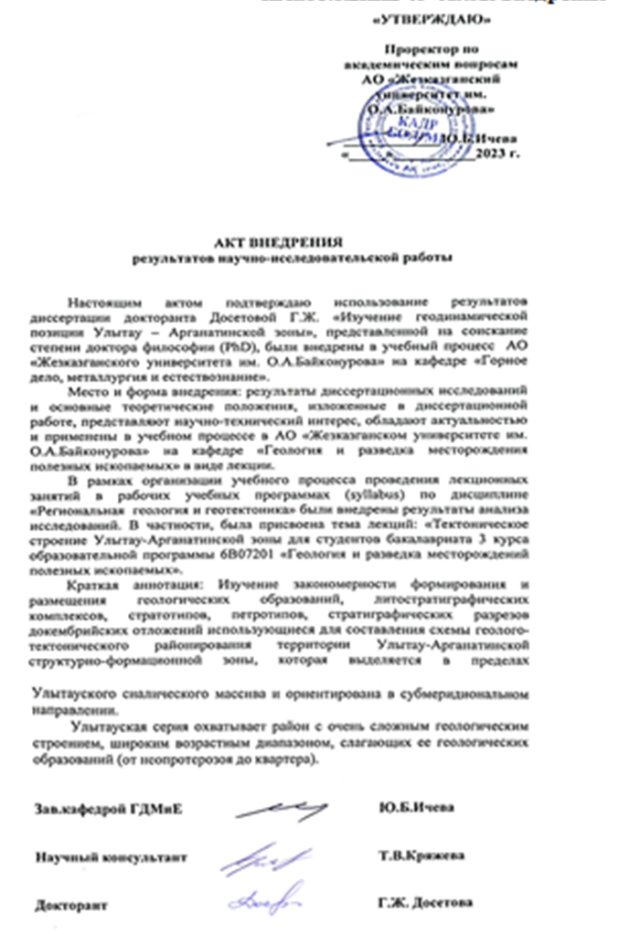 «УТВЕРЖДАЮ»
Проректор по
академическим вопросам
АО «Жезказганский
университет им.
О.А.Байконурова»
КАДР
БӨЛІМІ
Ю.Б.Ичева
« 2023 г.
АКТ ВНЕДРЕНИЯ
результатов научно-исследовательской работы
Настоящим актом подтверждаю использование результатов
диссертации докторанта Досетовой Г.Ж. «Изучение геодинамической
позиции Улытау – Арганатинской зоны», представленной на соискание
степени доктора философии (PhD), были внедрены в учебный процесс АО
«Жезказганского университета им. О.А.Байконурова» на кафедре «Горное
дело, металлургия и естествознание».
Место и форма внедрения: результаты диссертационных исследований
и основные теоретические положения, изложенные в диссертационной
работе, представляют научно-технический интерес, обладают актуальностью
и применены в учебном процессе в АО «Жезказганском университете им.
О.А.Байконурова» на кафедре «Геология и разведка месторождения
полезных ископаемых» в виде лекции.
В рамках организации учебного процесса проведения лекционных
занятий в рабочих учебных программах (syllabus) по дисциплине
«Региональная геология и геотектоника» были внедрены результаты анализа
исследований. В частности, была присвоена тема лекций: «Тектоническое
строение Улытау-Арганатинской зоны для студентов бакалавриата 3 курса
образовательной программы 6В07201 «Геология и разведка месторождений
полезных ископаемых».
Краткая аннотация: Изучение закономерности формирования и
размещения геологических образований, литостратиграфических
комплексов, стратотипов, петротипов, стратиграфических разрезов
докембрийских отложений использующиеся для составления схемы геолого-
тектонического районирования территории Улытау-Арганатинской
структурно-формационной зоны, которая выделяется в пределах
Улытауского сиалического массива и ориентирована в субмеридиональном
направлении.
Улытауская серия охватывает район с очень сложным геологическим
строением, широким возрастным диапазоном, слагающих ее геологических
образований (от неопротерозоя до квартера).
Зав.кафедрой ГДМиЕ Ю.Б.Ичева
Научный консультант Т.В.Кряжева
Докторант Г.Ж. Досетова